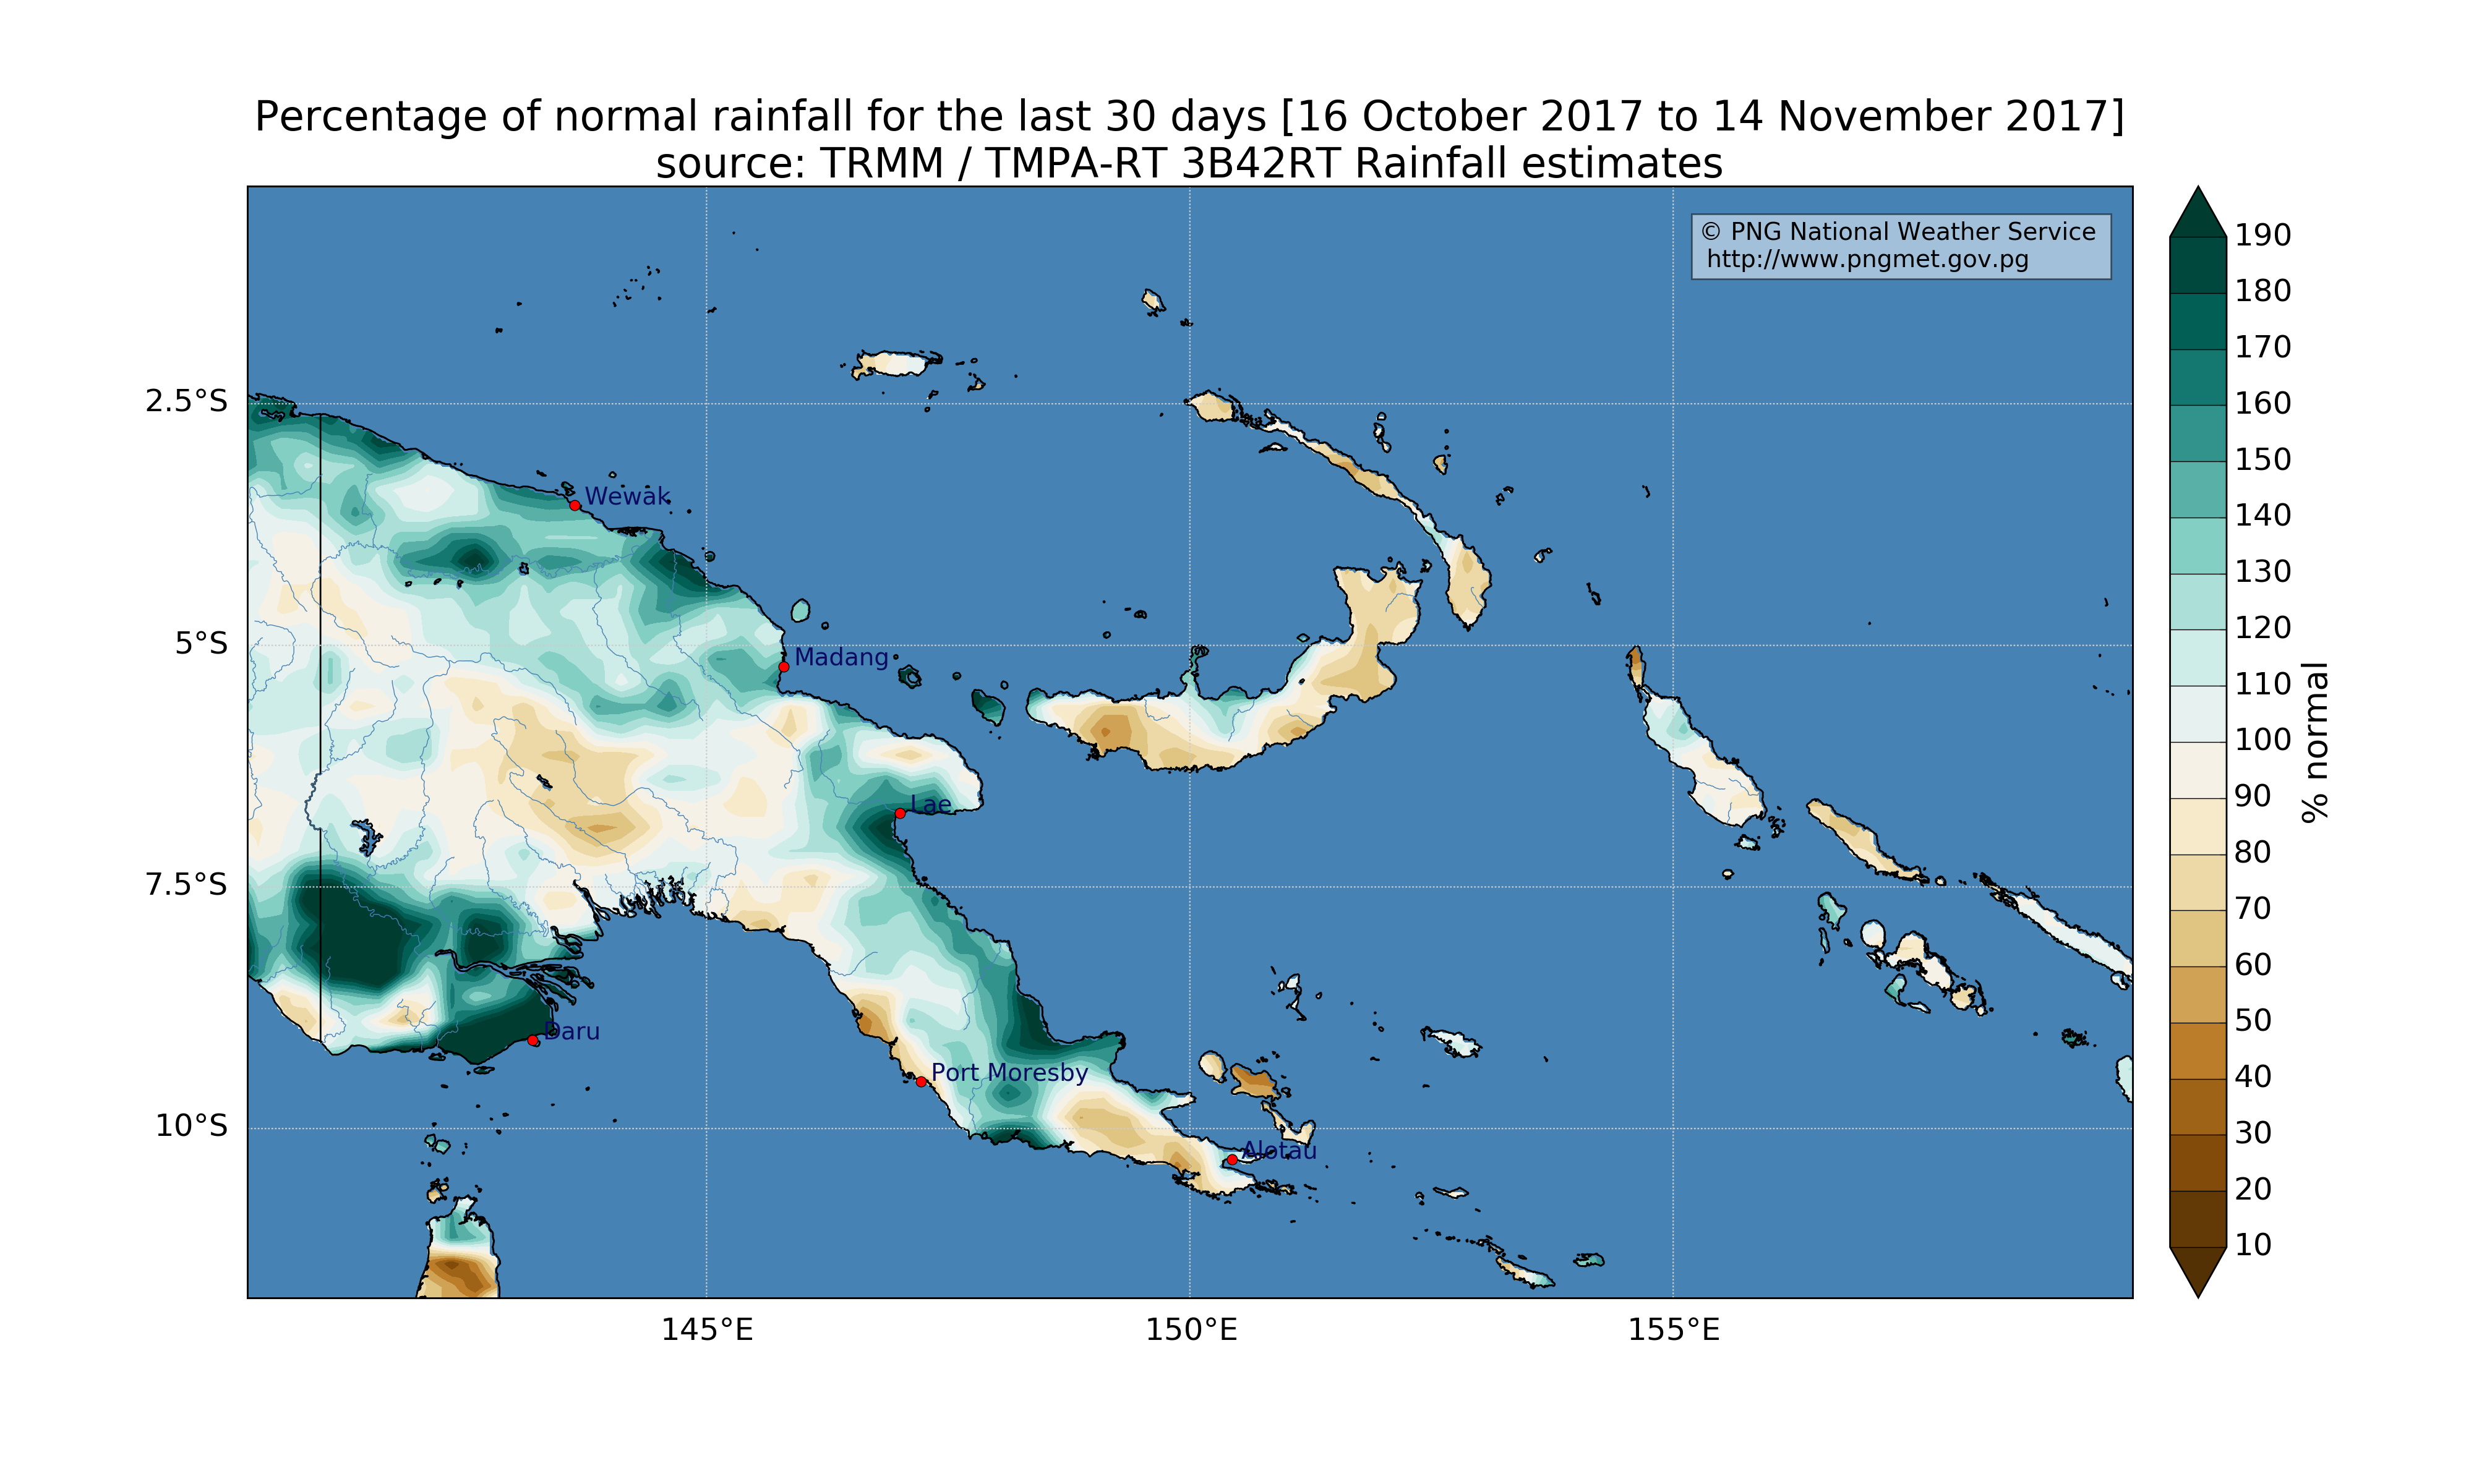 Percentage of normal rainfall for the last 30 days [16 October 2017 to 14 November 2017]
source: TRMM / TMPA-RT 3B42RT Rainfall estimates
© PNG National Weather Service
http://www.pngmet.gov.pg
190
180
170
160
150
140
130
120
110
100
90
80
70
60
50
40
30
20
10
% normal
2.5°S
5°S
7.5°S
10°S
Wewak
Madang
Lae
Daru
Port Moresby
Alotau
145°E
150°E
155°E